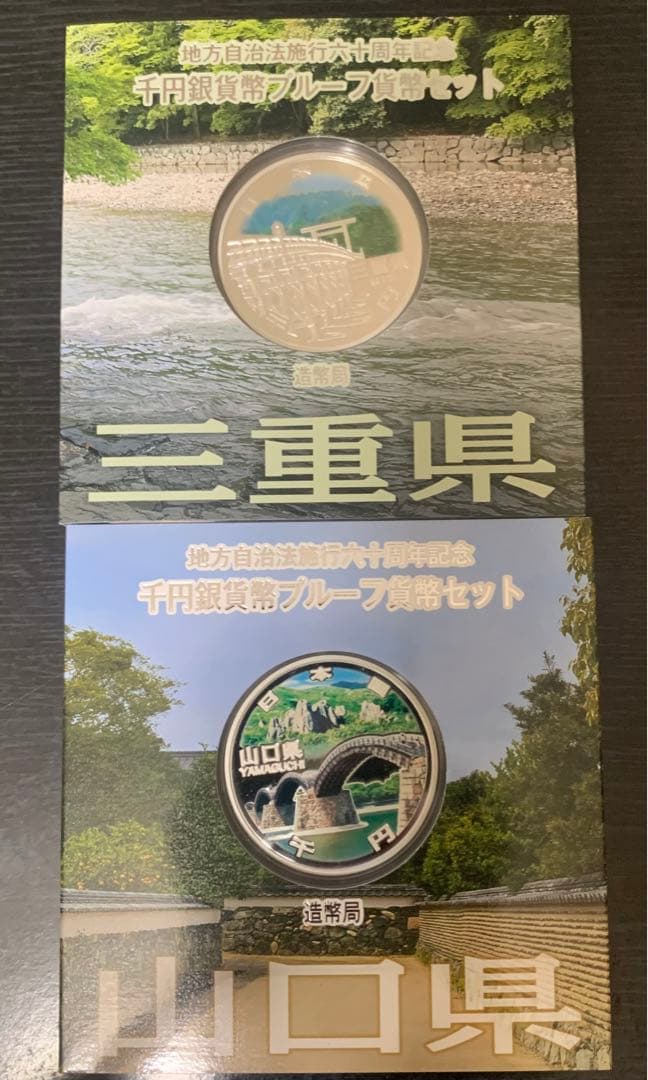 地方自治法施行六十周年記念
千円銀貨幣プルーフ貨幣セット
造幣局
三重県
地方自治法施行六十周年記念
千円銀貨幣プルーフ貨幣セット
日本国
山口県
YAMAGUCHI
千円
造幣局
山口県